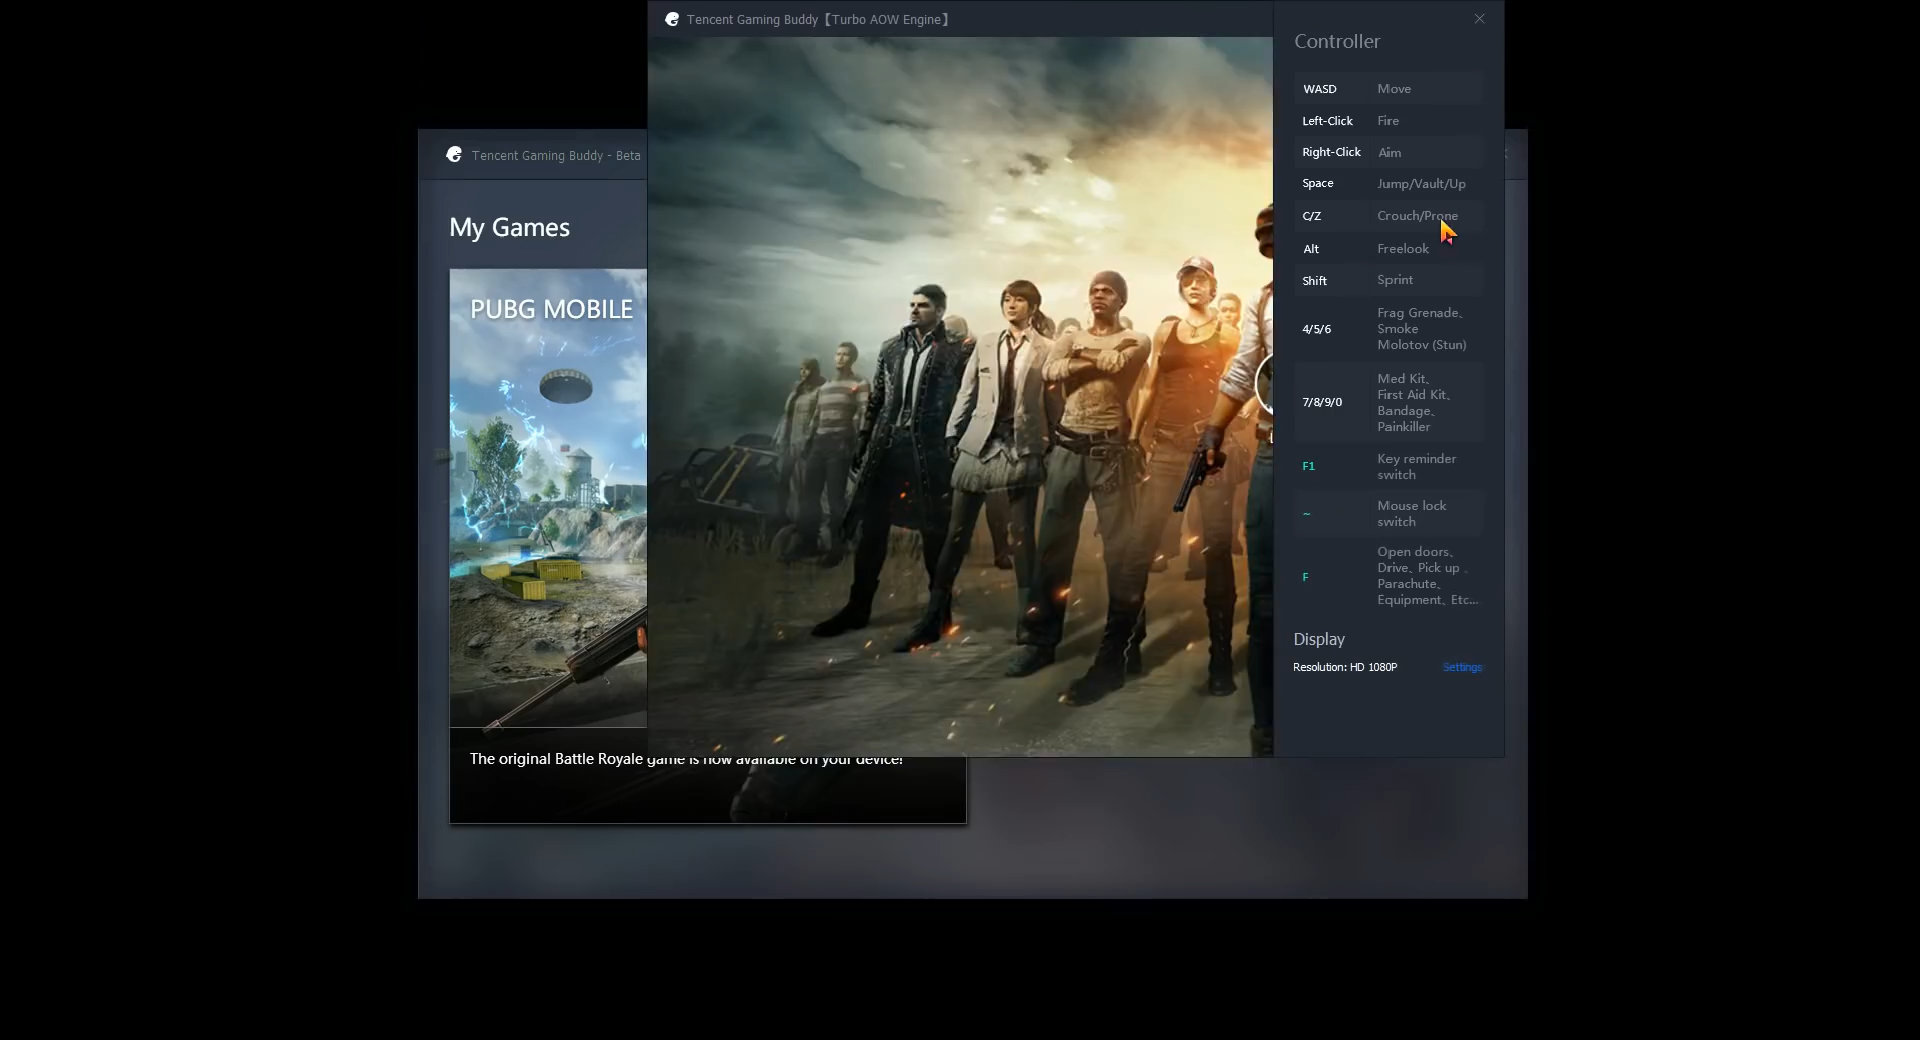 Tencent Gaming Buddy【Turbo AOW Engine】
Controller
WASD Move
Left-Click Fire
Right-Click Aim
Space Jump/Vault/Up
C/Z Crouch/Prone
Alt Freelook
Shift Sprint
4/5/6 Frag Grenade、
Smoke
Molotov (Stun)
7/8/9/0 Med Kit、
First Aid Kit、
Bandage、
Painkiller
F1 Key reminder
switch
~ Mouse lock
switch
F Open doors、
Drive、Pick up 、
Parachute、
Equipment、Etc...
Display
Resolution: HD 1080P Settings
Tencent Gaming Buddy - Beta
My Games
PUBG MOBILE
The original Battle Royale game is now available on your device!